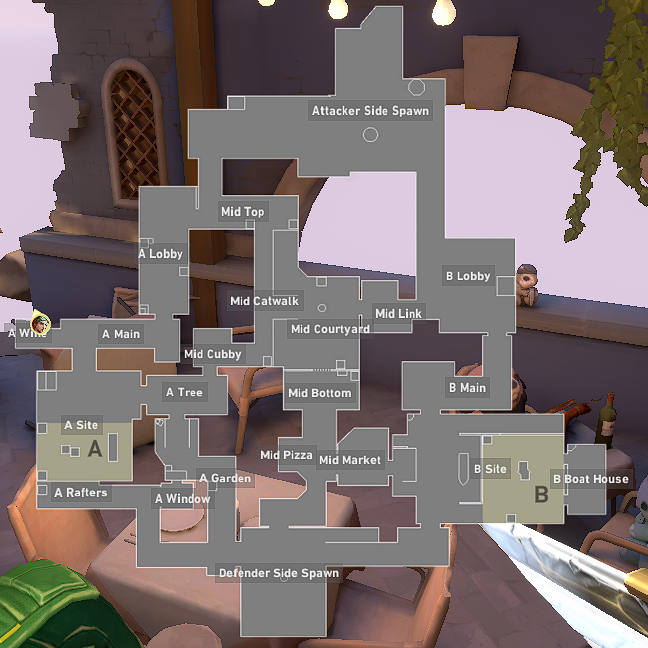 Attacker Side Spawn
Mid Top
A Lobby
B Lobby
Mid Catwalk
Mid Link
Mid Courtyard
A Main
Mid Cubby
B Main
A Tree
Mid Bottom
A Site
A
Mid Pizza
Mid Market
B Site
A Garden
B Boat House
A Rafters
A Window
B
Defender Side Spawn